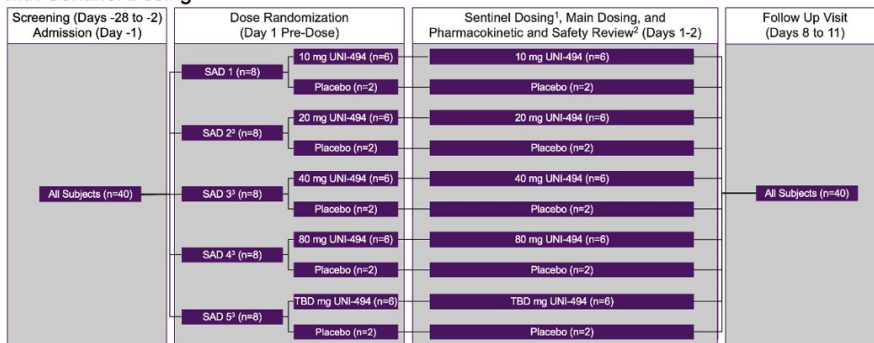 Screening (Days -28 to -2)
Admission (Day -1)
Dose Randomization
(Day 1 Pre-Dose)
Sentinel Dosing¹, Main Dosing, and
Pharmacokinetic and Safety Review² (Days 1-2)
Follow Up Visit
(Days 8 to 11)
All Subjects (n=40)
SAD 1 (n=8)
10 mg UNI-494 (n=6)
10 mg UNI-494 (n=6)
Placebo (n=2)
Placebo (n=2)
SAD 2³ (n=8)
20 mg UNI-494 (n=6)
20 mg UNI-494 (n=6)
Placebo (n=2)
Placebo (n=2)
SAD 3³ (n=8)
40 mg UNI-494 (n=6)
40 mg UNI-494 (n=6)
Placebo (n=2)
Placebo (n=2)
SAD 4³ (n=8)
80 mg UNI-494 (n=6)
80 mg UNI-494 (n=6)
Placebo (n=2)
Placebo (n=2)
SAD 5³ (n=8)
TBD mg UNI-494 (n=6)
TBD mg UNI-494 (n=6)
Placebo (n=2)
Placebo (n=2)
All Subjects (n=40)